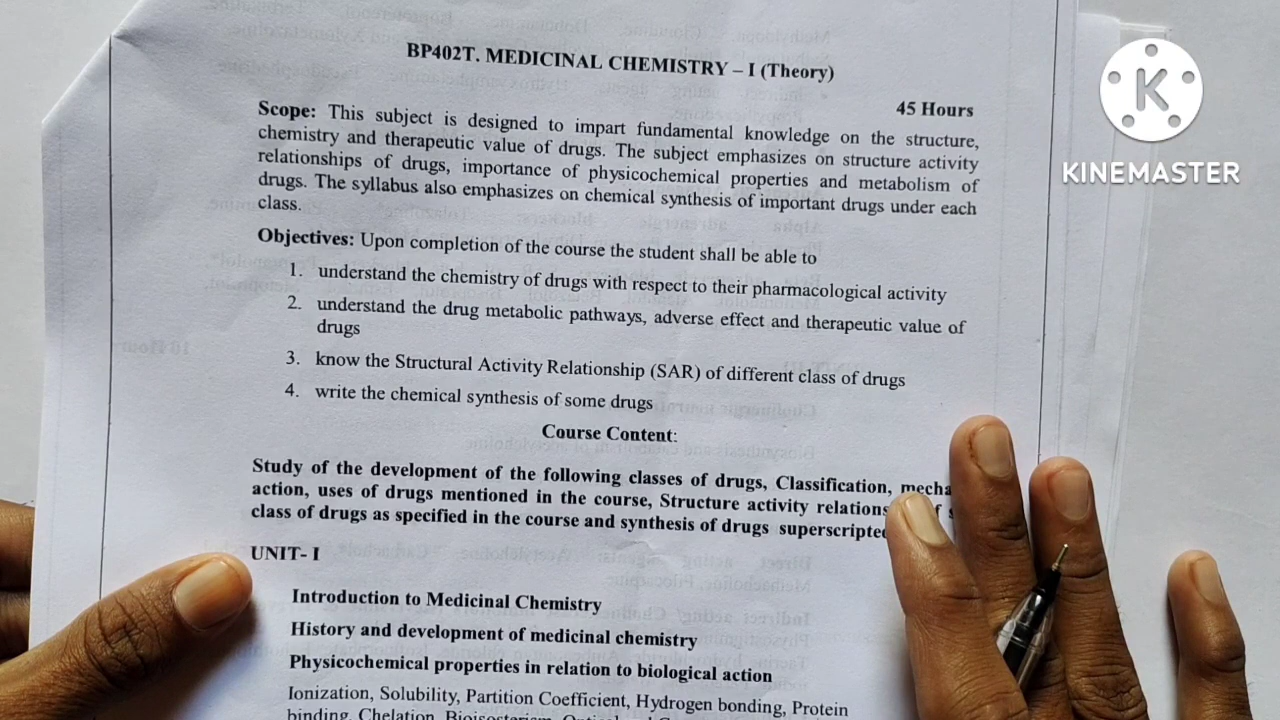 BP402T. MEDICINAL CHEMISTRY – I (Theory)
45 Hours
Scope: This subject is designed to impart fundamental knowledge on the structure,
chemistry and therapeutic value of drugs. The subject emphasizes on structure activity
relationships of drugs, importance of physicochemical properties and metabolism of
drugs. The syllabus also emphasizes on chemical synthesis of important drugs under each
class.
Objectives: Upon completion of the course the student shall be able to
1. understand the chemistry of drugs with respect to their pharmacological activity
2. understand the drug metabolic pathways, adverse effect and therapeutic value of
drugs
3. know the Structural Activity Relationship (SAR) of different class of drugs
4. write the chemical synthesis of some drugs
Course Content:
Study of the development of the following classes of drugs, Classification,
action, uses of drugs mentioned in the course, Structure activity
class of drugs as specified in the course and synthesis of drugs
UNIT- I
Introduction to Medicinal Chemistry
History and development of medicinal chemistry
Physicochemical properties in relation to biological action
Ionization, Solubility, Partition Coefficient, Hydrogen bonding, Protein
binding, Chelation, Bioisosterism,
KINEMASTER